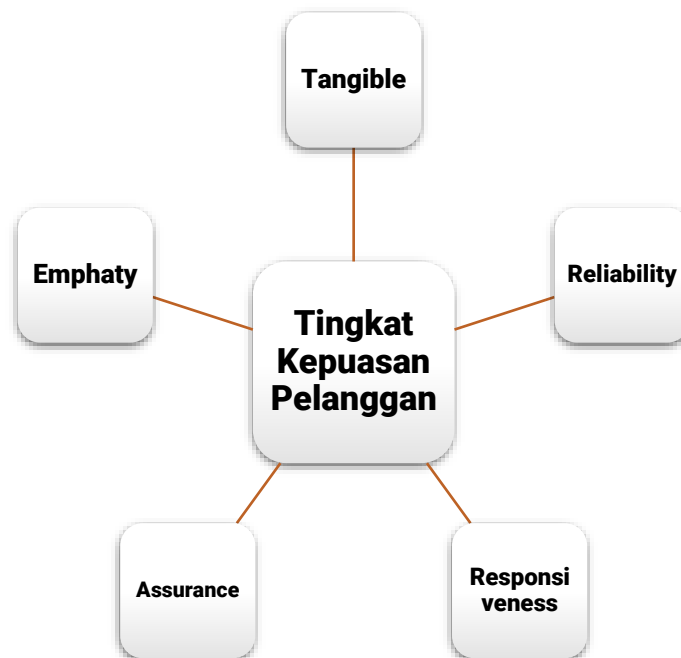 Tangible
Emphaty
Reliability
Tingkat
Kepuasan
Pelanggan
Assurance
Responsi
veness